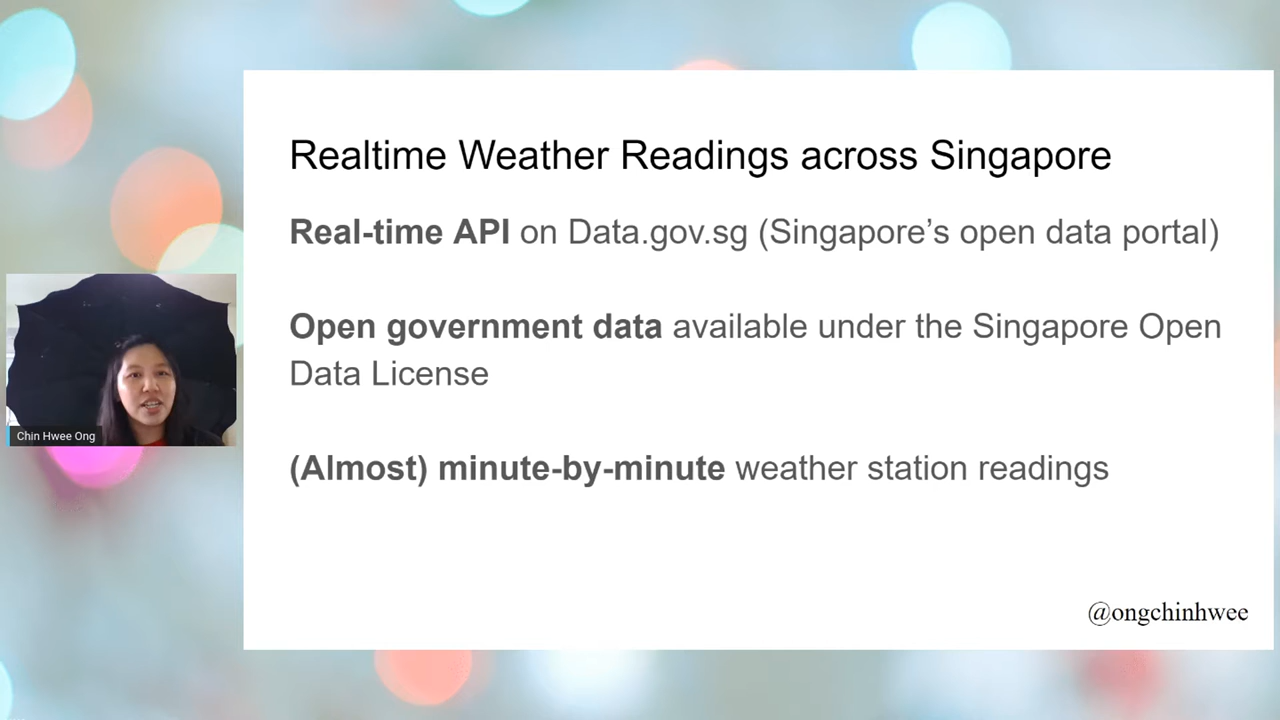 Realtime Weather Readings across Singapore
Real-time API on Data.gov.sg (Singapore’s open data portal)
Open government data available under the Singapore Open
Data License
(Almost) minute-by-minute weather station readings
Chin Hwee Ong
@ongchinhwee